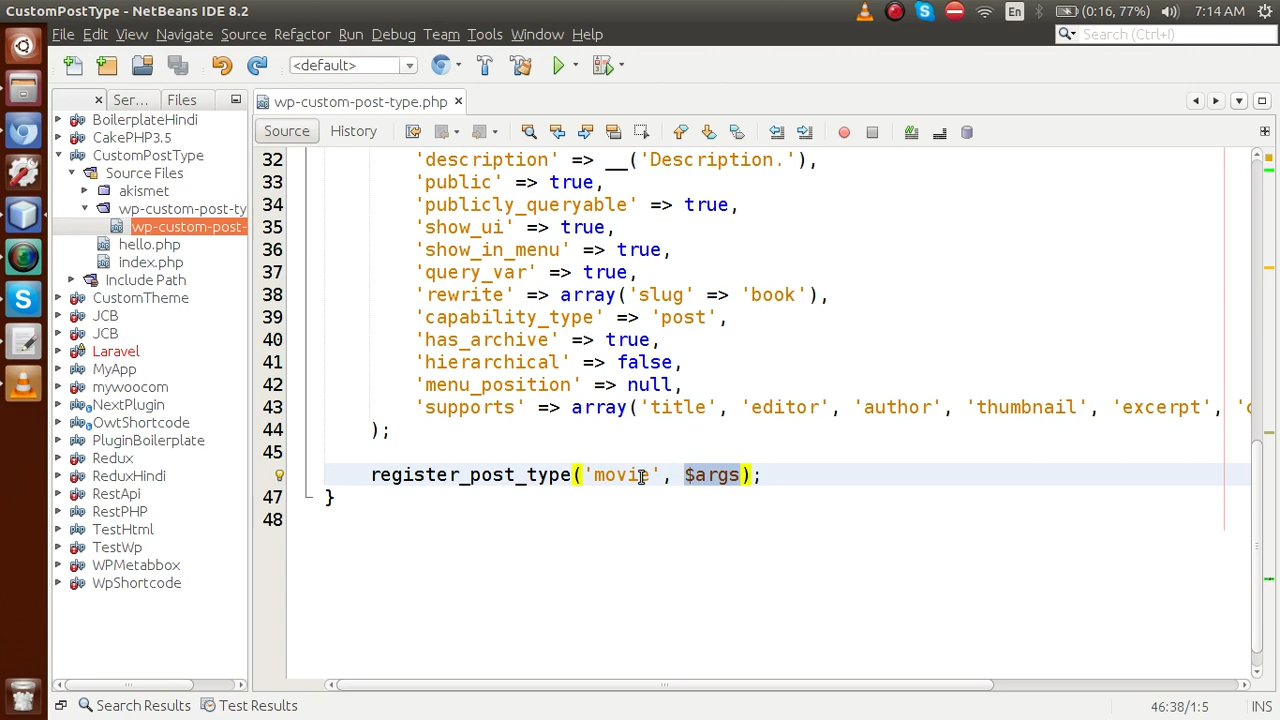 CustomPostType - NetBeans IDE 8.2
En
(0:16, 77%)
7:14 AM
File Edit View Navigate Source Refactor Run Debug Team Tools Window Help
Search (Ctrl+I)
<default>
Ser...
Files
wp-custom-post-type.php
BoilerplateHindi
CakePHP3.5
CustomPostType
Source Files
akismet
wp-custom-post-ty
wp-custom-post-
hello.php
index.php
Include Path
CustomTheme
JCB
JCB
Laravel
MyApp
mywoocom
NextPlugin
OwtShortcode
PluginBoilerplate
Redux
ReduxHindi
RestApi
RestPHP
TestHtml
TestWp
WPMetabox
WpShortcode
Source History
32 'description' => __('Description.'),
33 'public' => true,
34 'publicly_queryable' => true,
35 'show_ui' => true,
36 'show_in_menu' => true,
37 'query_var' => true,
38 'rewrite' => array('slug' => 'book'),
39 'capability_type' => 'post',
40 'has_archive' => true,
41 'hierarchical' => false,
42 'menu_position' => null,
43 'supports' => array('title', 'editor', 'author', 'thumbnail', 'excerpt', '
44 );
45
register_post_type('movie', $args);
47 }
48
Search Results
Test Results
46:38/1:5
INS